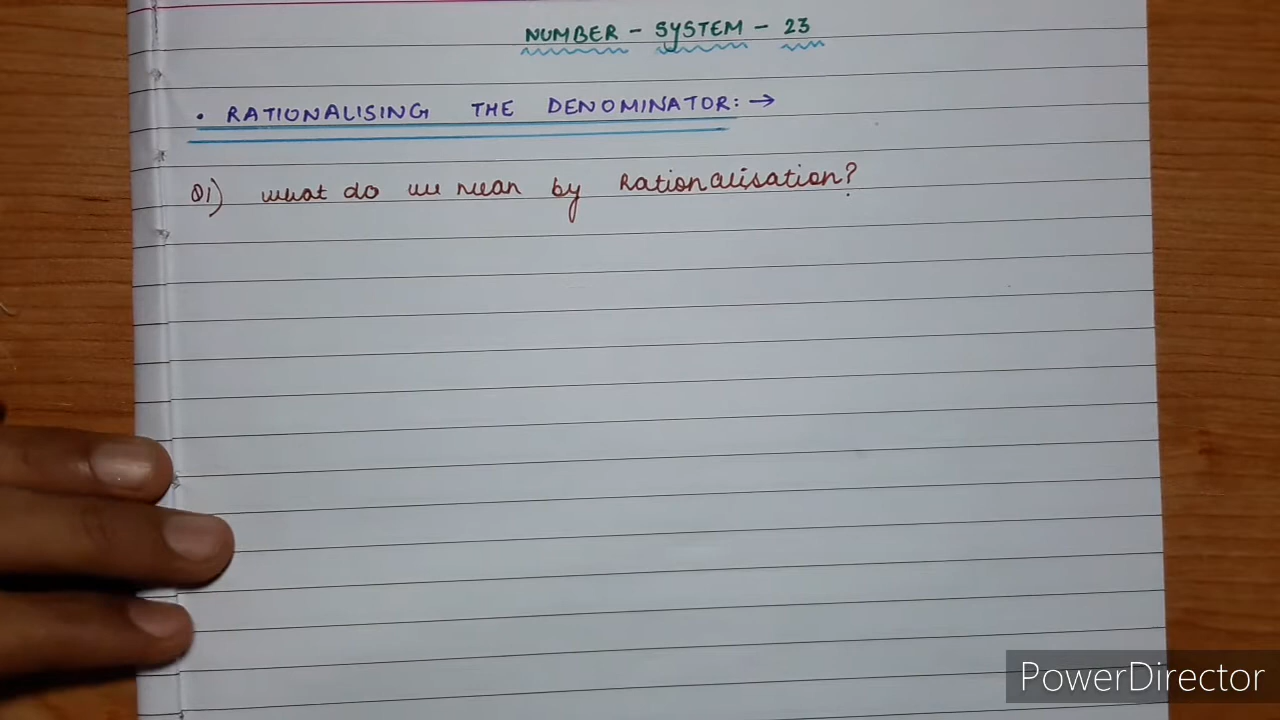 NUMBER - SYSTEM - 23
• RATIONALISING THE DENOMINATOR: →
Q1) what do we mean by Rationalisation?
PowerDirector